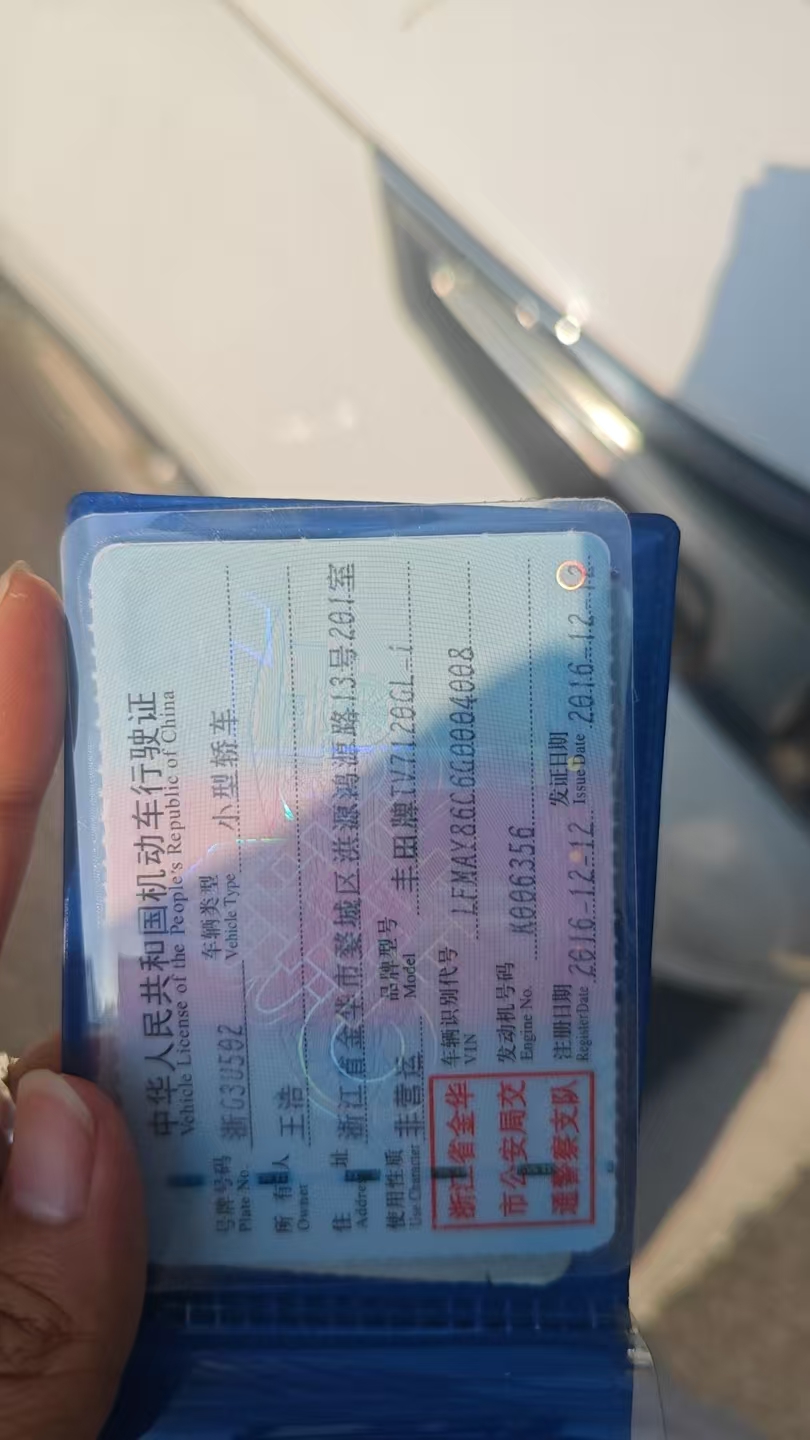 中华人民共和国机动车行驶证
Vehicle License of the People's Republic of China
号牌号码 浙G3U502 车辆类型 小型轿车
Plate No. Vehicle Type
所有人 王浩
Owner
住址 浙江省金华市婺城区洪源鸿源路13号201室
Address
使用性质 非营运 品牌型号 丰田牌TV7120GL-i
Use Character Model
浙江省金华
市公安局交
通警察支队
车辆识别代号 LFMAY86C6G0004008
VIN
发动机号码 K006356
Engine No.
注册日期 2016-12-12 发证日期 2016-12-12
Register Date Issue Date